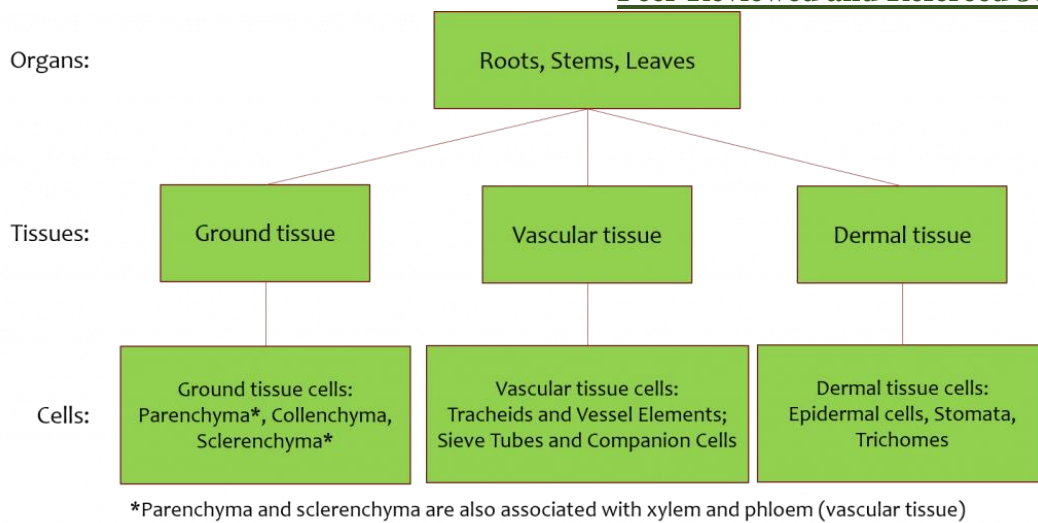 Organs:
Roots, Stems, Leaves
Tissues:
Ground tissue
Vascular tissue
Dermal tissue
Cells:
Ground tissue cells:
Parenchyma*, Collenchyma,
Sclerenchyma*
Vascular tissue cells:
Tracheids and Vessel Elements;
Sieve Tubes and Companion Cells
Dermal tissue cells:
Epidermal cells, Stomata,
Trichomes
*Parenchyma and sclerenchyma are also associated with xylem and phloem (vascular tissue)